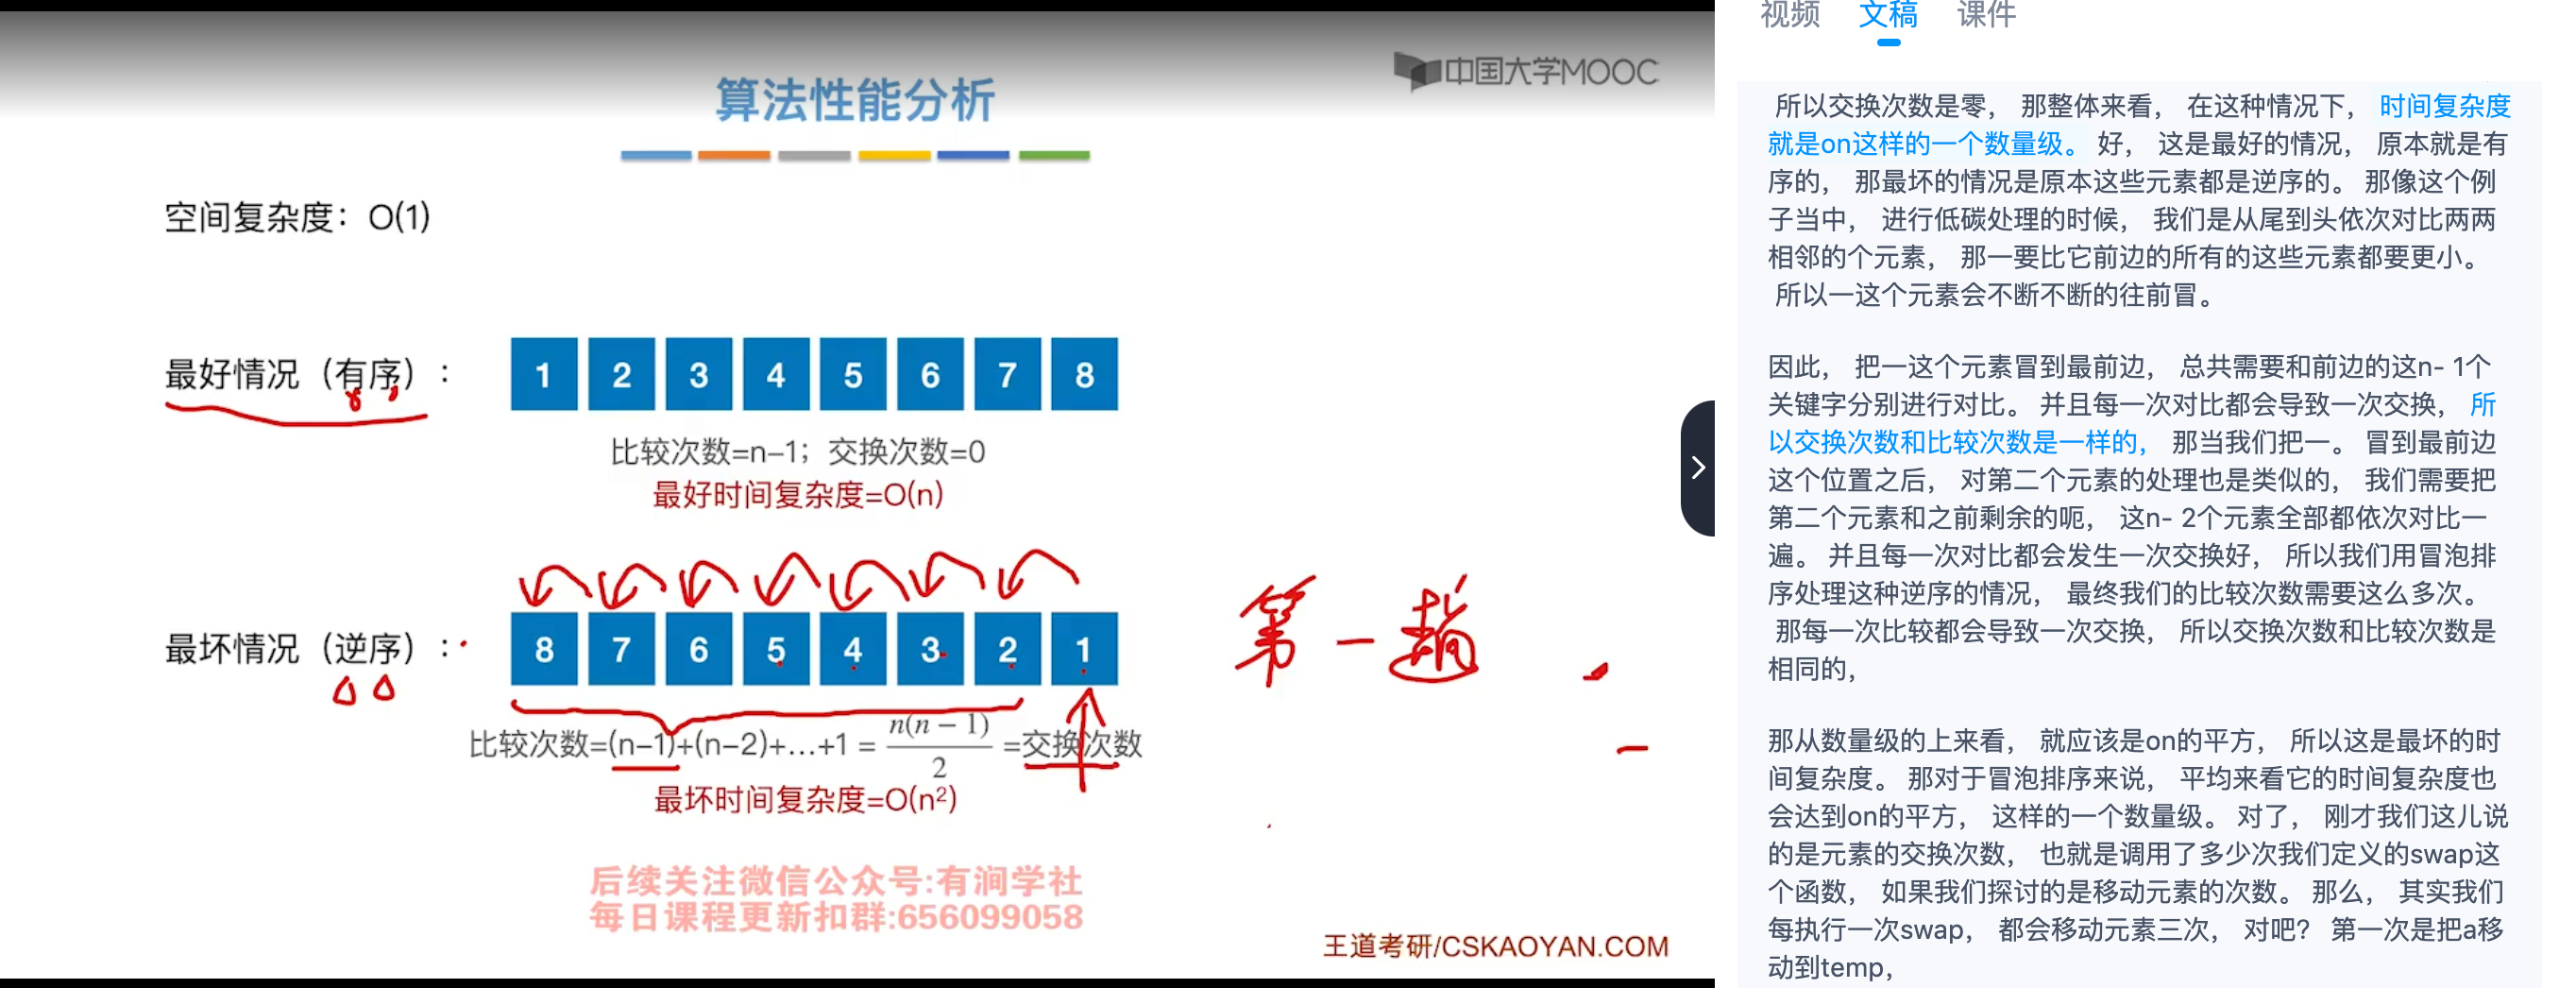 中国大学MOOC
算法性能分析
空间复杂度：O(1)
最好情况（有序）：
1 2 3 4 5 6 7 8
比较次数=n–1；交换次数=0
最好时间复杂度=O(n)
最坏情况（逆序）：
8 7 6 5 4 3 2 1
第一趟
比较次数=(n–1)+(n–2)+…+1 = n(n − 1)/2 =交换次数
最坏时间复杂度=O(n²)
后续关注微信公众号:有涧学社
每日课程更新扣群:656099058
王道考研/CSKAOYAN.COM
视频 文稿 课件
所以交换次数是零， 那整体来看， 在这种情况下， 时间复杂度
就是on这样的一个数量级。 好， 这是最好的情况， 原本就是有
序的， 那最坏的情况是原本这些元素都是逆序的。 那像这个例
子当中， 进行低碳处理的时候， 我们是从尾到头依次对比两两
相邻的个元素， 那一要比它前边的所有的这些元素都要更小。
所以一这个元素会不断不断的往前冒。
因此， 把一这个元素冒到最前边， 总共需要和前边的这n- 1个
关键字分别进行对比。 并且每一次对比都会导致一次交换， 所
以交换次数和比较次数是一样的， 那当我们把一。 冒到最前边
这个位置之后， 对第二个元素的处理也是类似的， 我们需要把
第二个元素和之前剩余的呃， 这n- 2个元素全部都依次对比一
遍。 并且每一次对比都会发生一次交换好， 所以我们用冒泡排
序处理这种逆序的情况， 最终我们的比较次数需要这么多次。
那每一次比较都会导致一次交换， 所以交换次数和比较次数是
相同的，
那从数量级的上来看， 就应该是on的平方， 所以这是最坏的时
间复杂度。 那对于冒泡排序来说， 平均来看它的时间复杂度也
会达到on的平方， 这样的一个数量级。 对了， 刚才我们这儿说
的是元素的交换次数， 也就是调用了多少次我们定义的swap这
个函数， 如果我们探讨的是移动元素的次数。 那么， 其实我们
每执行一次swap， 都会移动元素三次， 对吧？ 第一次是把a移
动到temp，